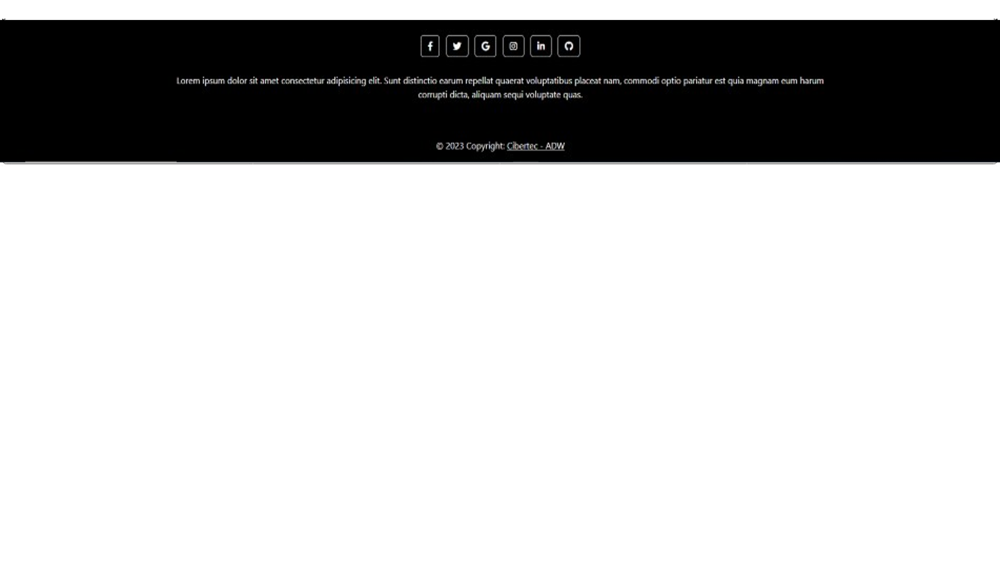 Lorem ipsum dolor sit amet consectetur adipisicing elit. Sunt distinctio earum repellat quaerat voluptatibus placeat nam, commodi optio pariatur est quia magnam eum harum
corrupti dicta, aliquam sequi voluptate quas.
© 2023 Copyright: Cibertec - ADW